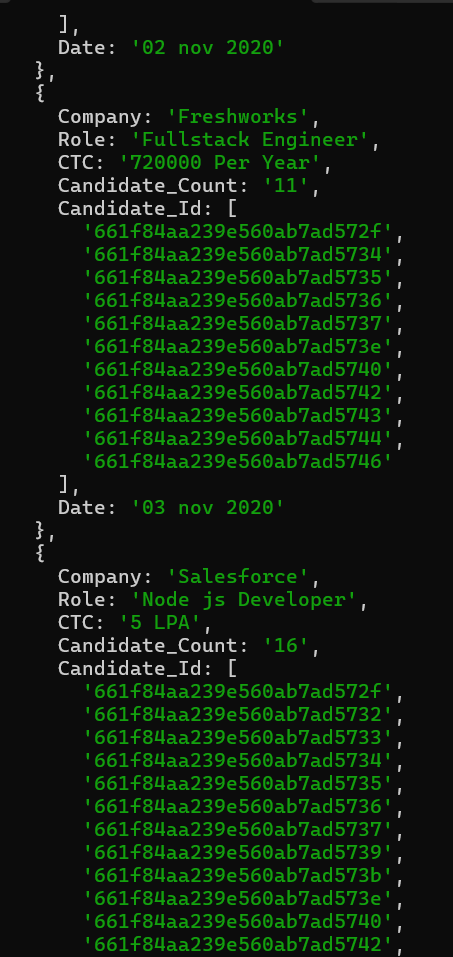 ],
Date: '02 nov 2020'
},
{
Company: 'Freshworks',
Role: 'Fullstack Engineer',
CTC: '720000 Per Year',
Candidate_Count: '11',
Candidate_Id: [
'661f84aa239e560ab7ad572f',
'661f84aa239e560ab7ad5734',
'661f84aa239e560ab7ad5735',
'661f84aa239e560ab7ad5736',
'661f84aa239e560ab7ad5737',
'661f84aa239e560ab7ad573e',
'661f84aa239e560ab7ad5740',
'661f84aa239e560ab7ad5742',
'661f84aa239e560ab7ad5743',
'661f84aa239e560ab7ad5744',
'661f84aa239e560ab7ad5746'
],
Date: '03 nov 2020'
},
{
Company: 'Salesforce',
Role: 'Node js Developer',
CTC: '5 LPA',
Candidate_Count: '16',
Candidate_Id: [
'661f84aa239e560ab7ad572f',
'661f84aa239e560ab7ad5732',
'661f84aa239e560ab7ad5733',
'661f84aa239e560ab7ad5734',
'661f84aa239e560ab7ad5735',
'661f84aa239e560ab7ad5736',
'661f84aa239e560ab7ad5737',
'661f84aa239e560ab7ad5739',
'661f84aa239e560ab7ad573b',
'661f84aa239e560ab7ad573e',
'661f84aa239e560ab7ad5740',
'661f84aa239e560ab7ad5742',